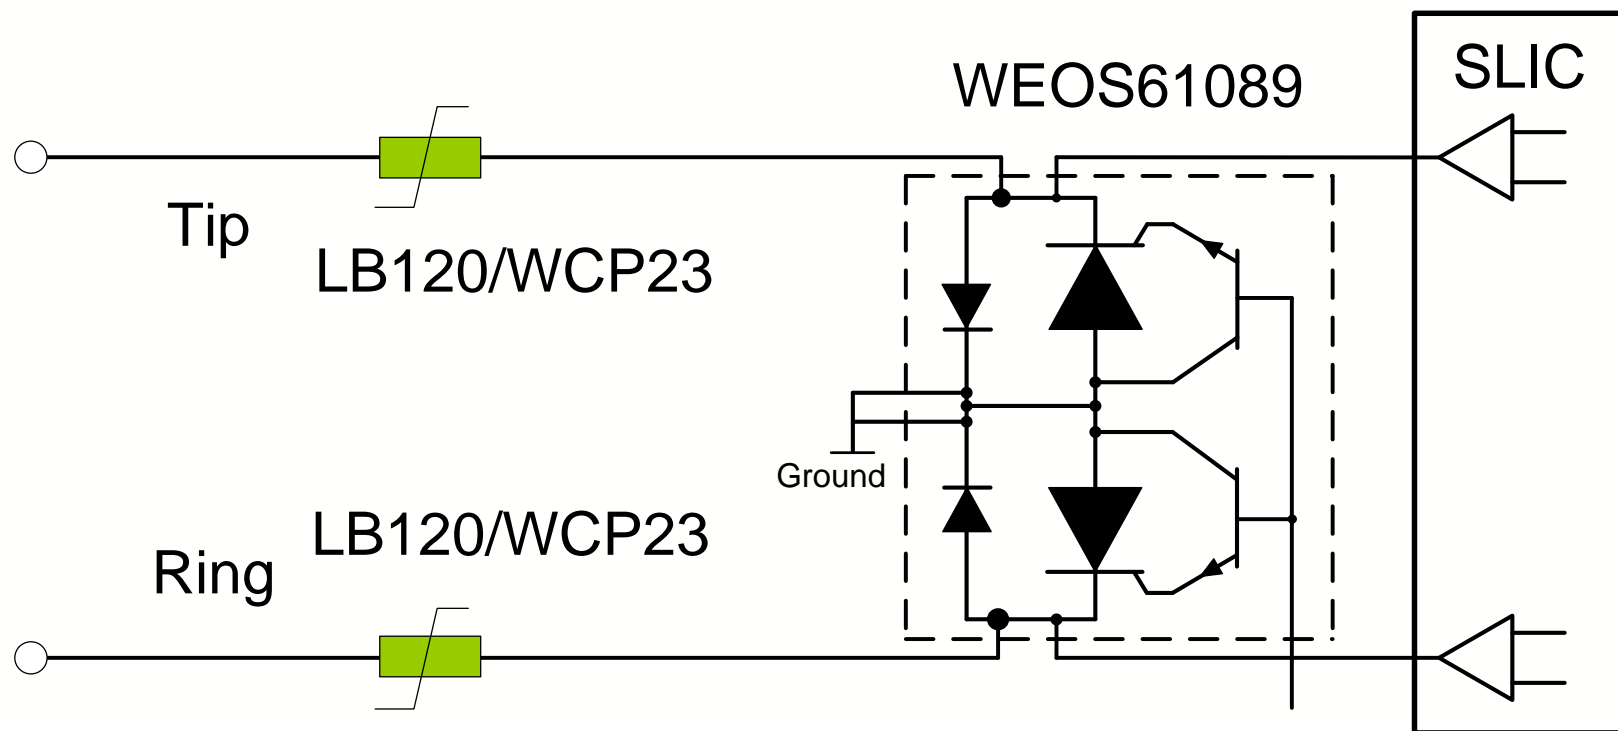 SLIC
WEOS61089
Tip
LB120/WCP23
Ground
LB120/WCP23
Ring